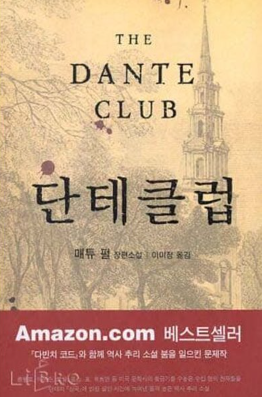 THE
DANTE
CLUB
단테클럽
매튜 펄 장편소설 | 이미정 옮김
Amazon.com 베스트셀러
『다빈치 코드』와 함께 역사 추리 소설 붐을 일으킨 문제작
LIBRO